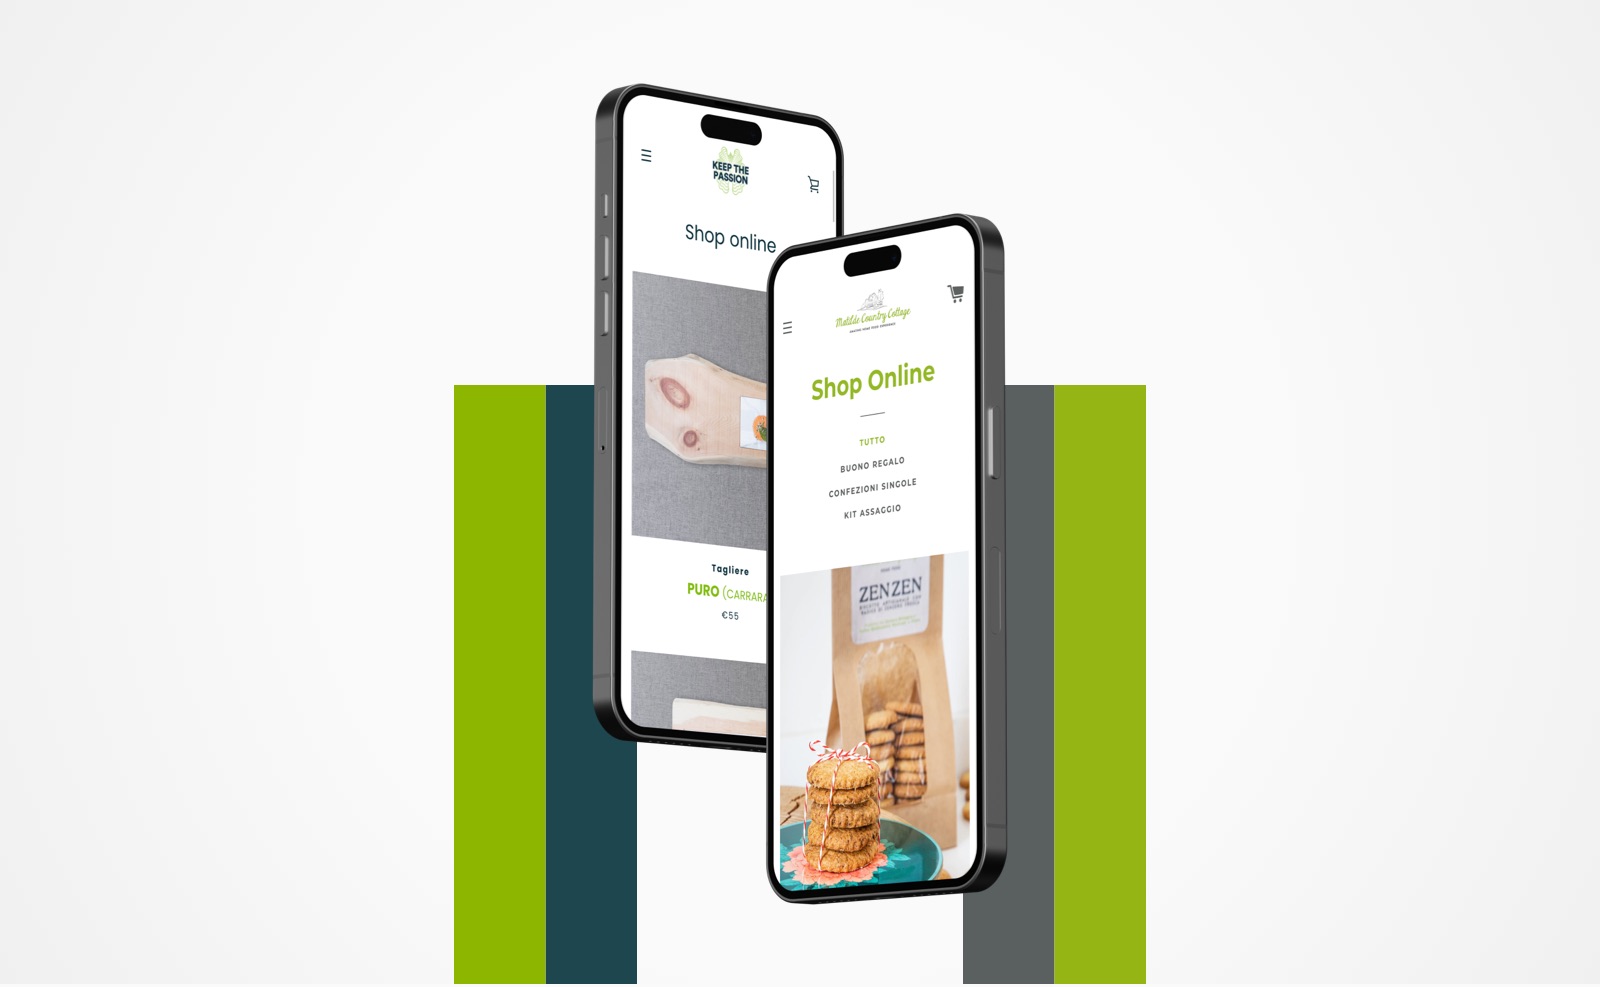 KEEP THE
PASSION
Shop online
Tagliere
PURO (CARRARA
€55
Matilde Country Cottage
Shop Online
TUTTO
BUONO REGALO
CONFEZIONI SINGOLE
KIT ASSAGGIO
ZENZEN